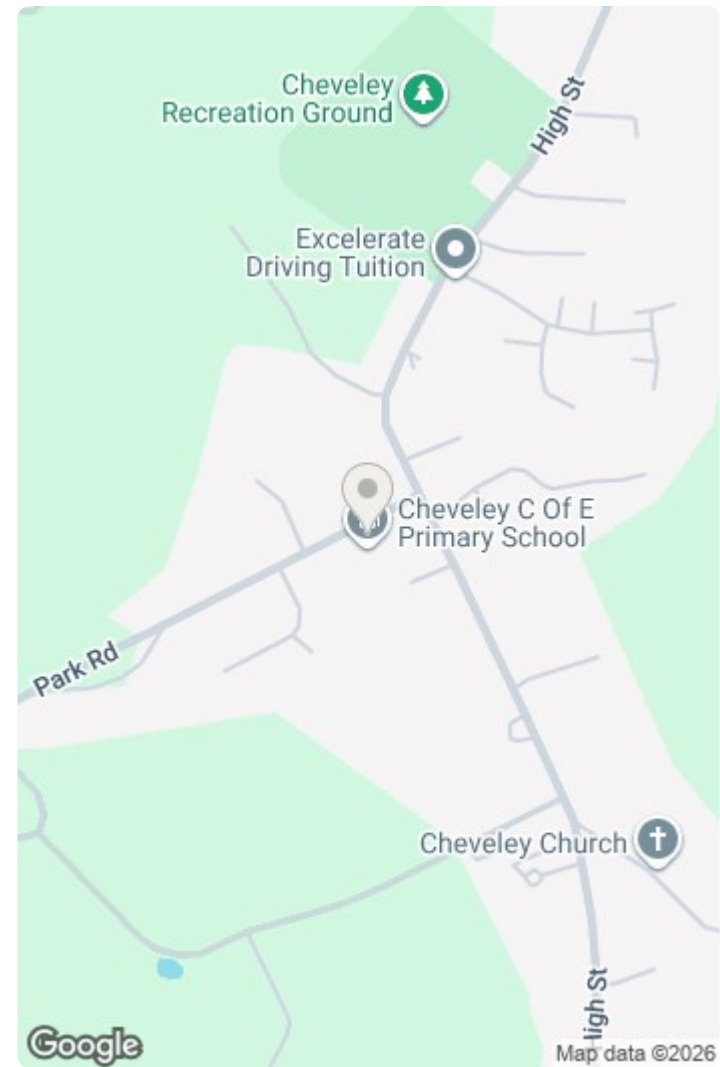 Cheveley
Recreation Ground
High St
Excelerate
Driving Tuition
Cheveley C Of E
Primary School
Park Rd
Cheveley Church
High St
Google
Map data ©2026